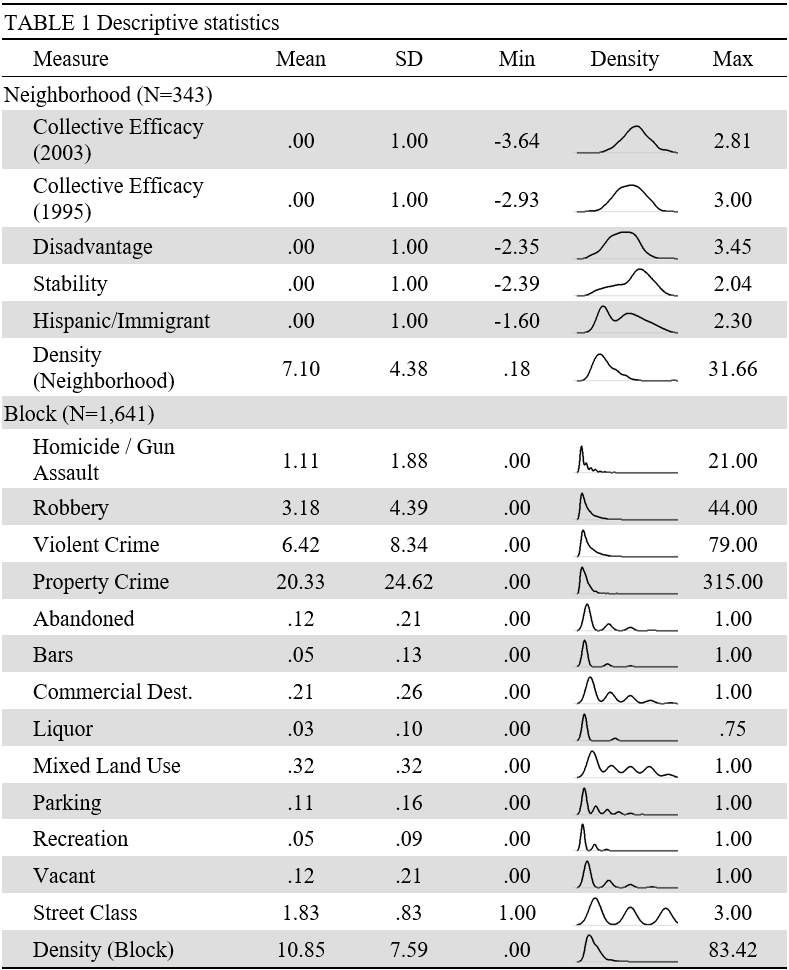 TABLE 1 Descriptive statistics
Measure Mean SD Min Density Max
Neighborhood (N=343)
Collective Efficacy
(2003) .00 1.00 -3.64 2.81
Collective Efficacy
(1995) .00 1.00 -2.93 3.00
Disadvantage .00 1.00 -2.35 3.45
Stability .00 1.00 -2.39 2.04
Hispanic/Immigrant .00 1.00 -1.60 2.30
Density
(Neighborhood) 7.10 4.38 .18 31.66
Block (N=1,641)
Homicide / Gun
Assault 1.11 1.88 .00 21.00
Robbery 3.18 4.39 .00 44.00
Violent Crime 6.42 8.34 .00 79.00
Property Crime 20.33 24.62 .00 315.00
Abandoned .12 .21 .00 1.00
Bars .05 .13 .00 1.00
Commercial Dest. .21 .26 .00 1.00
Liquor .03 .10 .00 .75
Mixed Land Use .32 .32 .00 1.00
Parking .11 .16 .00 1.00
Recreation .05 .09 .00 1.00
Vacant .12 .21 .00 1.00
Street Class 1.83 .83 1.00 3.00
Density (Block) 10.85 7.59 .00 83.42